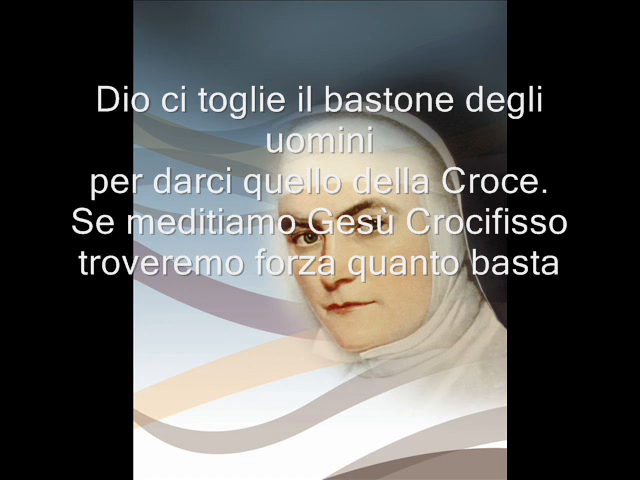 Dio ci toglie il bastone degli
uomini
per darci quello della Croce.
Se meditiamo Gesù Crocifisso
troveremo forza quanto basta